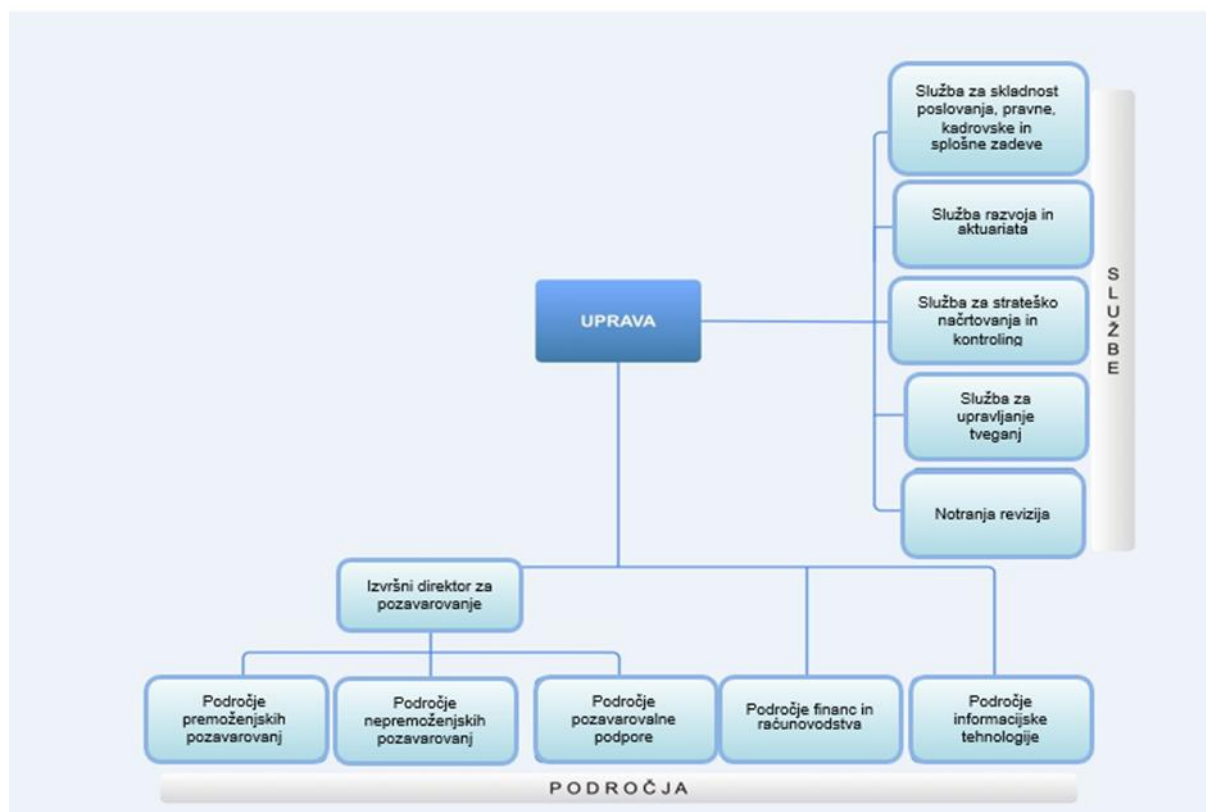 Služba za skladnost
poslovanja, pravne,
kadrovske in
splošne zadeve
Služba razvoja in
aktuariata
Služba za strateško
načrtovanja in
kontroling
Služba za
upravljanje
tveganj
Notranja revizija
SLUŽBE
UPRAVA
Izvršni direktor za
pozavarovanje
Področje
premoženjskih
pozavarovanj
Področje
nepremoženjskih
pozavarovanj
Področje
pozavarovalne
podpore
Področje financ in
računovodstva
Področje
informacijske
tehnologije
PODROČJA